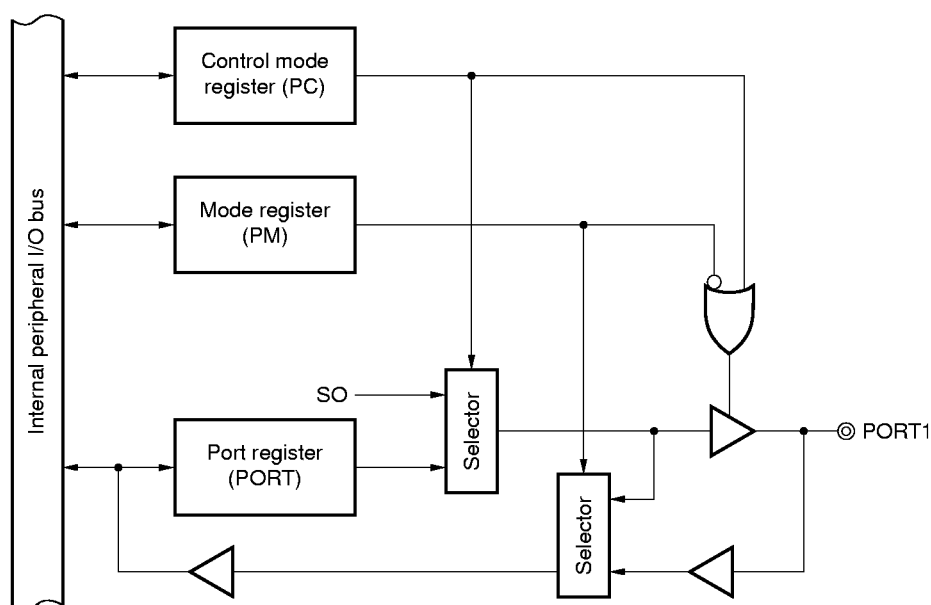 Control mode
register (PC)
Mode register
(PM)
Internal peripheral I/O bus
SO
Selector
PORT1
Port register
(PORT)
Selector